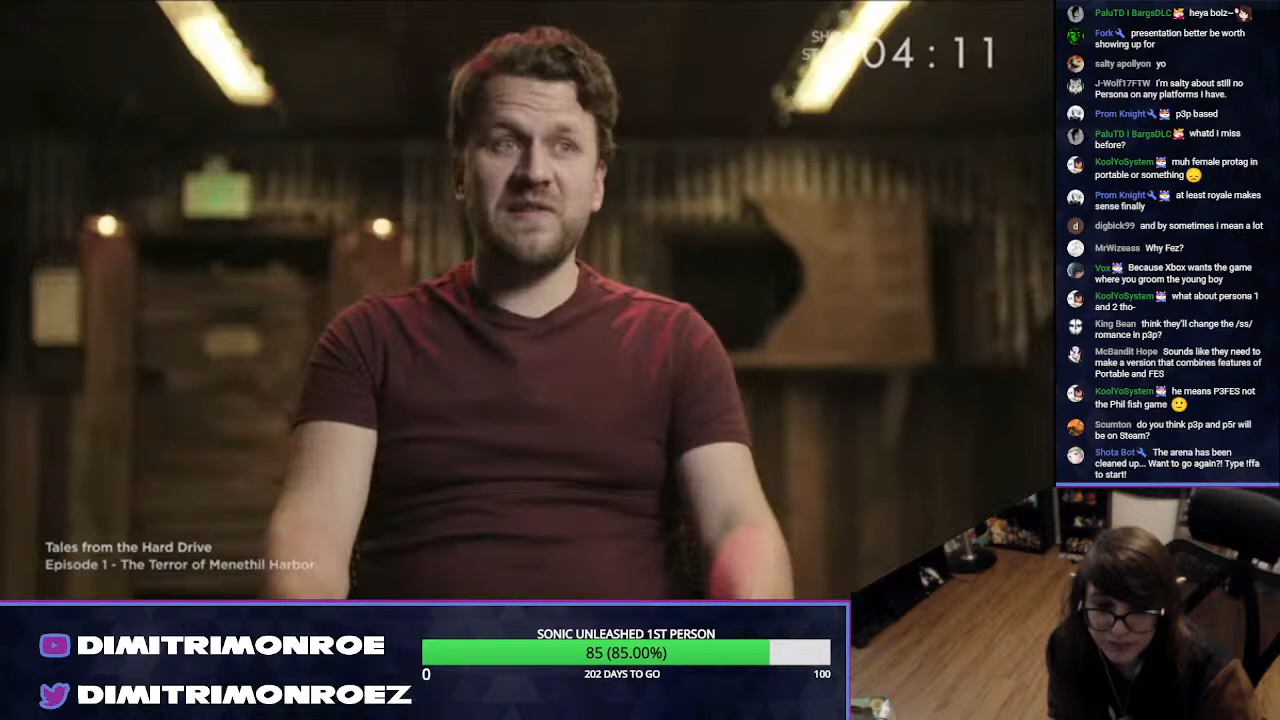 SH
ST
04:11
Tales from the Hard Drive
Episode 1 - The Terror of Menethil Harbor
PaluTD I BargsDLC heya boiz~
Fork presentation better be worth
showing up for
salty apollyon yo
J-Wolf17FTW I'm salty about still no
Persona on any platforms I have.
Prom Knight p3p based
PaluTD I BargsDLC whatd I miss
before?
KoolYoSystem muh female protag in
portable or something
Prom Knight at least royale makes
sense finally
digbick99 and by sometimes i mean a lot
MrWizeass Why Fez?
Vox Because Xbox wants the game
where you groom the young boy
KoolYoSystem what about persona 1
and 2 tho-
King Bean think they'll change the /ss/
romance in p3p?
McBandit Hope Sounds like they need to
make a version that combines features of
Portable and FES
KoolYoSystem he means P3FES not
the Phil fish game
Scumton do you think p3p and p5r will
be on Steam?
Shota Bot The arena has been
cleaned up... Want to go again?! Type !ffa
to start!
DIMITRIMONROE
DIMITRIMONROEZ
SONIC UNLEASHED 1ST PERSON
85 (85.00%)
0
202 DAYS TO GO
100